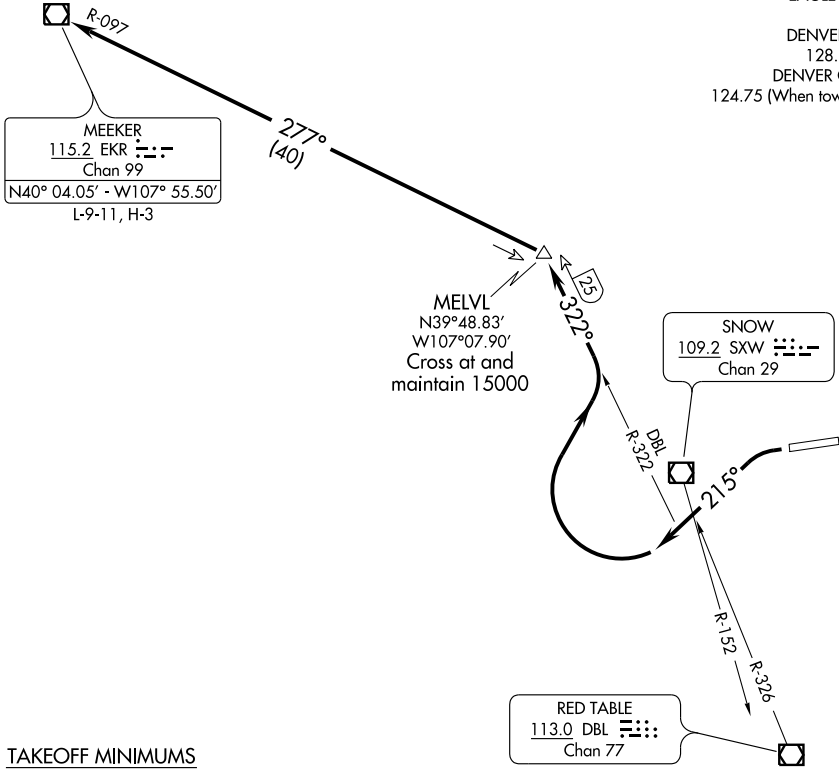 DENVER
128.
DENVER
124.75 (When tow
R-097
MEEKER
115.2 EKR
Chan 99
N40° 04.05' - W107° 55.50'
L-9-11, H-3
277°
(40)
MELVL
N39°48.83'
W107°07.90'
Cross at and
maintain 15000
25
322°
SNOW
109.2 SXW
Chan 29
DBL
R-322
215°
R-152
R-326
RED TABLE
113.0 DBL
Chan 77
TAKEOFF MINIMUMS